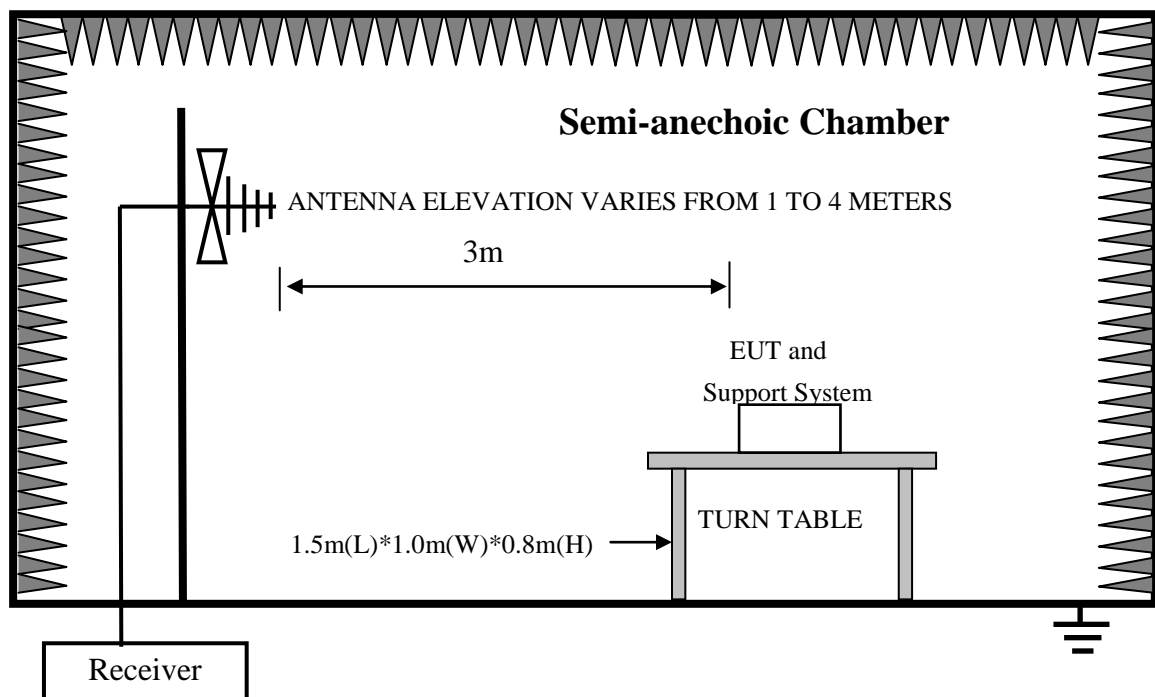 Semi-anechoic Chamber
ANTENNA ELEVATION VARIES FROM 1 TO 4 METERS
3m
EUT and
Support System
TURN TABLE
1.5m(L)*1.0m(W)*0.8m(H)
Receiver